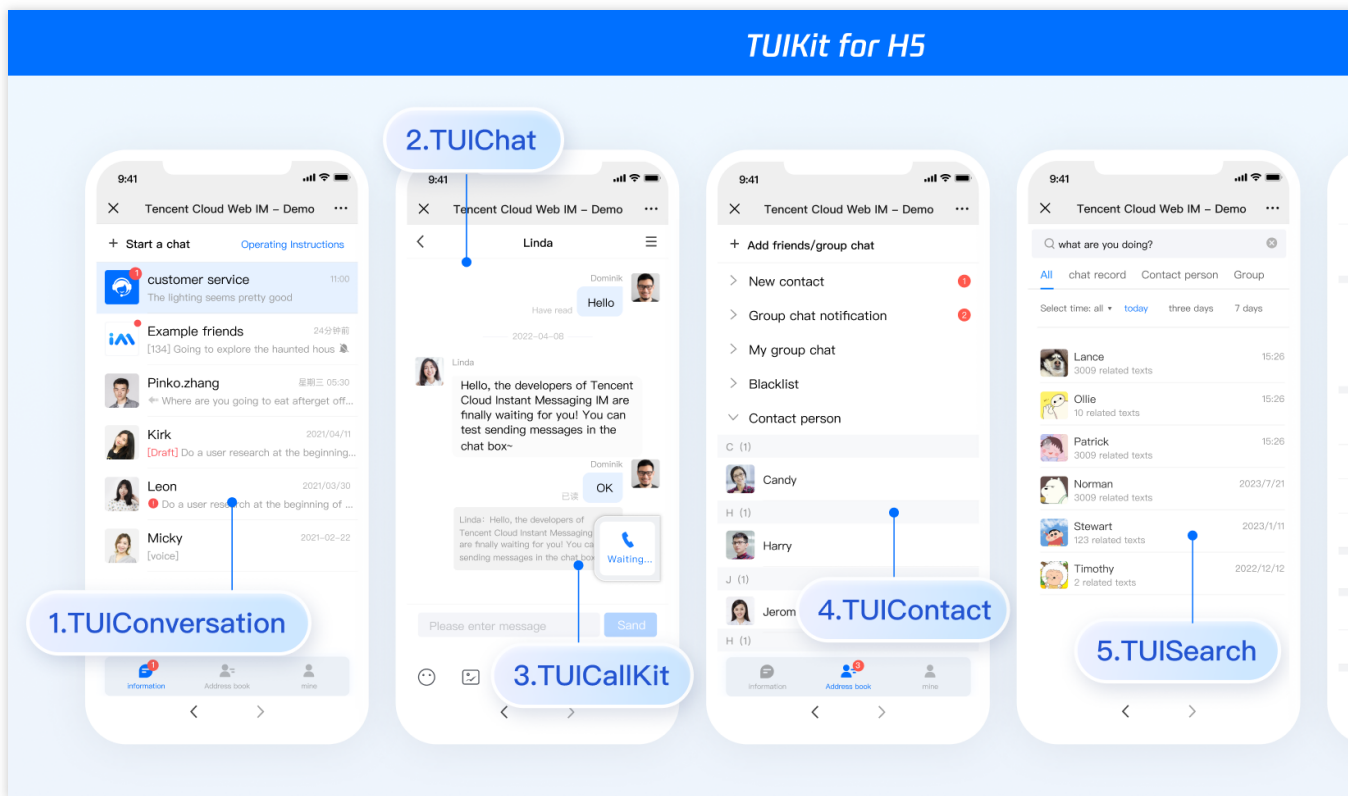 TUIKit for H5
2.TUIChat
9:41
Tencent Cloud Web IM – Demo
+ Start a chat
Operating Instructions
1
customer service
11:00
The lighting seems pretty good
Example friends
24分钟前
[134] Going to explore the haunted hous
Pinko.zhang
星期三 05:30
Where are you going to eat afterget off...
Kirk
2021/04/11
[Draft] Do a user research at the beginning...
Leon
2021/03/30
Do a user research at the beginning of ...
Micky
2021-02-22
[voice]
1.TUIConversation
1
information
Address book
mine
9:41
Tencent Cloud Web IM – Demo
Linda
Dominik
Hello
Have read
2022-04-08
Linda
Hello, the developers of Tencent
Cloud Instant Messaging IM are
fnally waiting for you! You can
test sending messages in the
chat box~
Dominik
OK
已读
Linda：Hello, the developers of
Tencent Cloud Instant Messaging
are fnally waiting for you! You ca
sending messages in the chat box
Waiting...
Please enter message
Sand
3.TUICallKit
9:41
Tencent Cloud Web IM – Demo
+ Add friends/group chat
New contact
1
Group chat notification
2
My group chat
Blacklist
Contact person
C (1)
Candy
H (1)
Harry
J (1)
Jerom
H (1)
4.TUIContact
3
Information
Address book
mine
9:41
Tencent Cloud Web IM – Demo
what are you doing?
All
chat record
Contact person
Group
Select time: all
today
three days
7 days
Lance
15:26
3009 related texts
Ollie
15:26
10 related texts
Patrick
15:26
3009 related texts
Norman
2023/7/21
3009 related texts
Stewart
2023/1/11
123 related texts
Timothy
2022/12/12
2 related texts
5.TUISearch